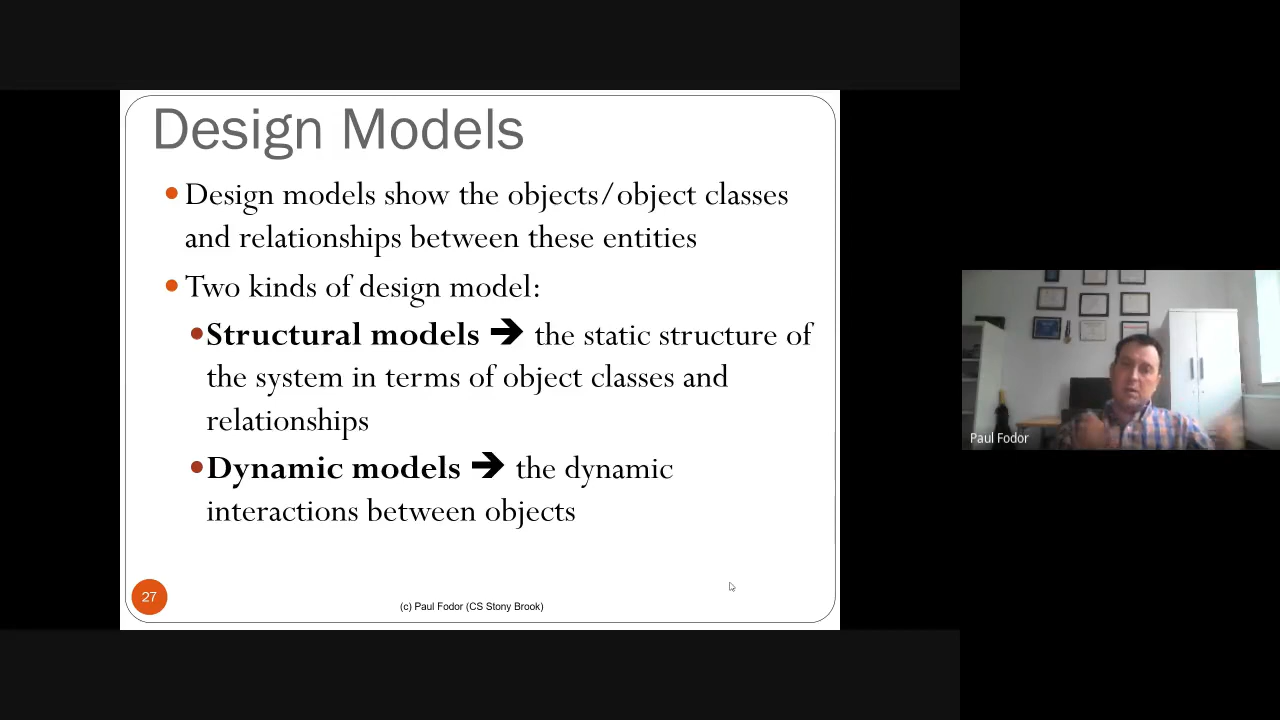 Design Models
• Design models show the objects/object classes
and relationships between these entities
• Two kinds of design model:
• Structural models ➔ the static structure of
the system in terms of object classes and
relationships
• Dynamic models ➔ the dynamic
interactions between objects
27
(c) Paul Fodor (CS Stony Brook)
Paul Fodor